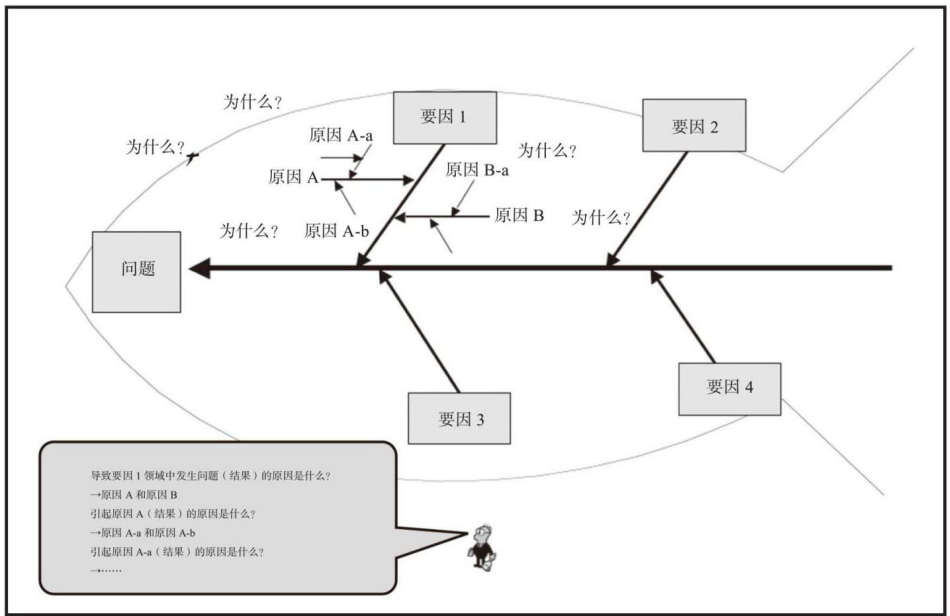 为什么?
要因 1
要因 2
原因 A-a
为什么?
为什么?
原因 A
原因 B-a
原因 B
为什么?
为什么?
原因 A-b
问题
要因 3
要因 4
导致要因 1 领域中发生问题（结果）的原因是什么?
→原因 A 和原因 B
引起原因 A（结果）的原因是什么?
→原因 A-a 和原因 A-b
引起原因 A-a（结果）的原因是什么?
→……